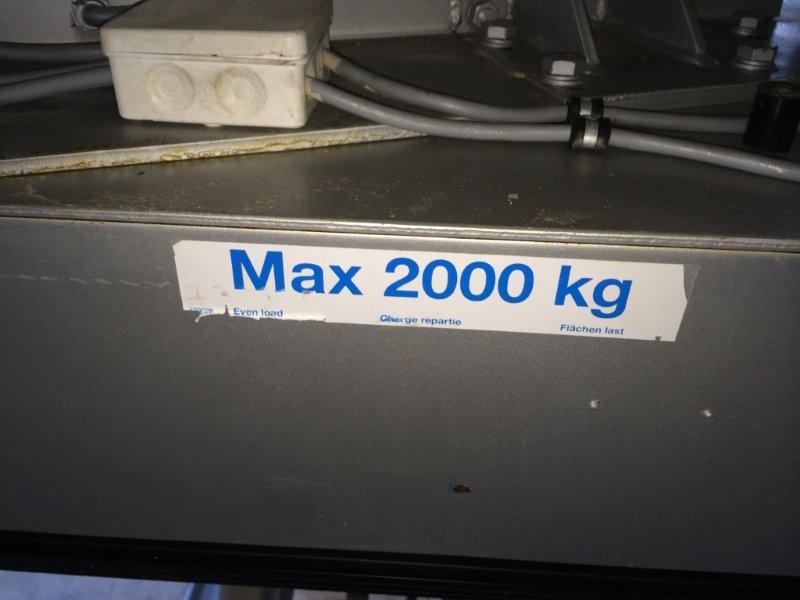 Max 2000 kg
Even load
Charge repartie
Flächen last